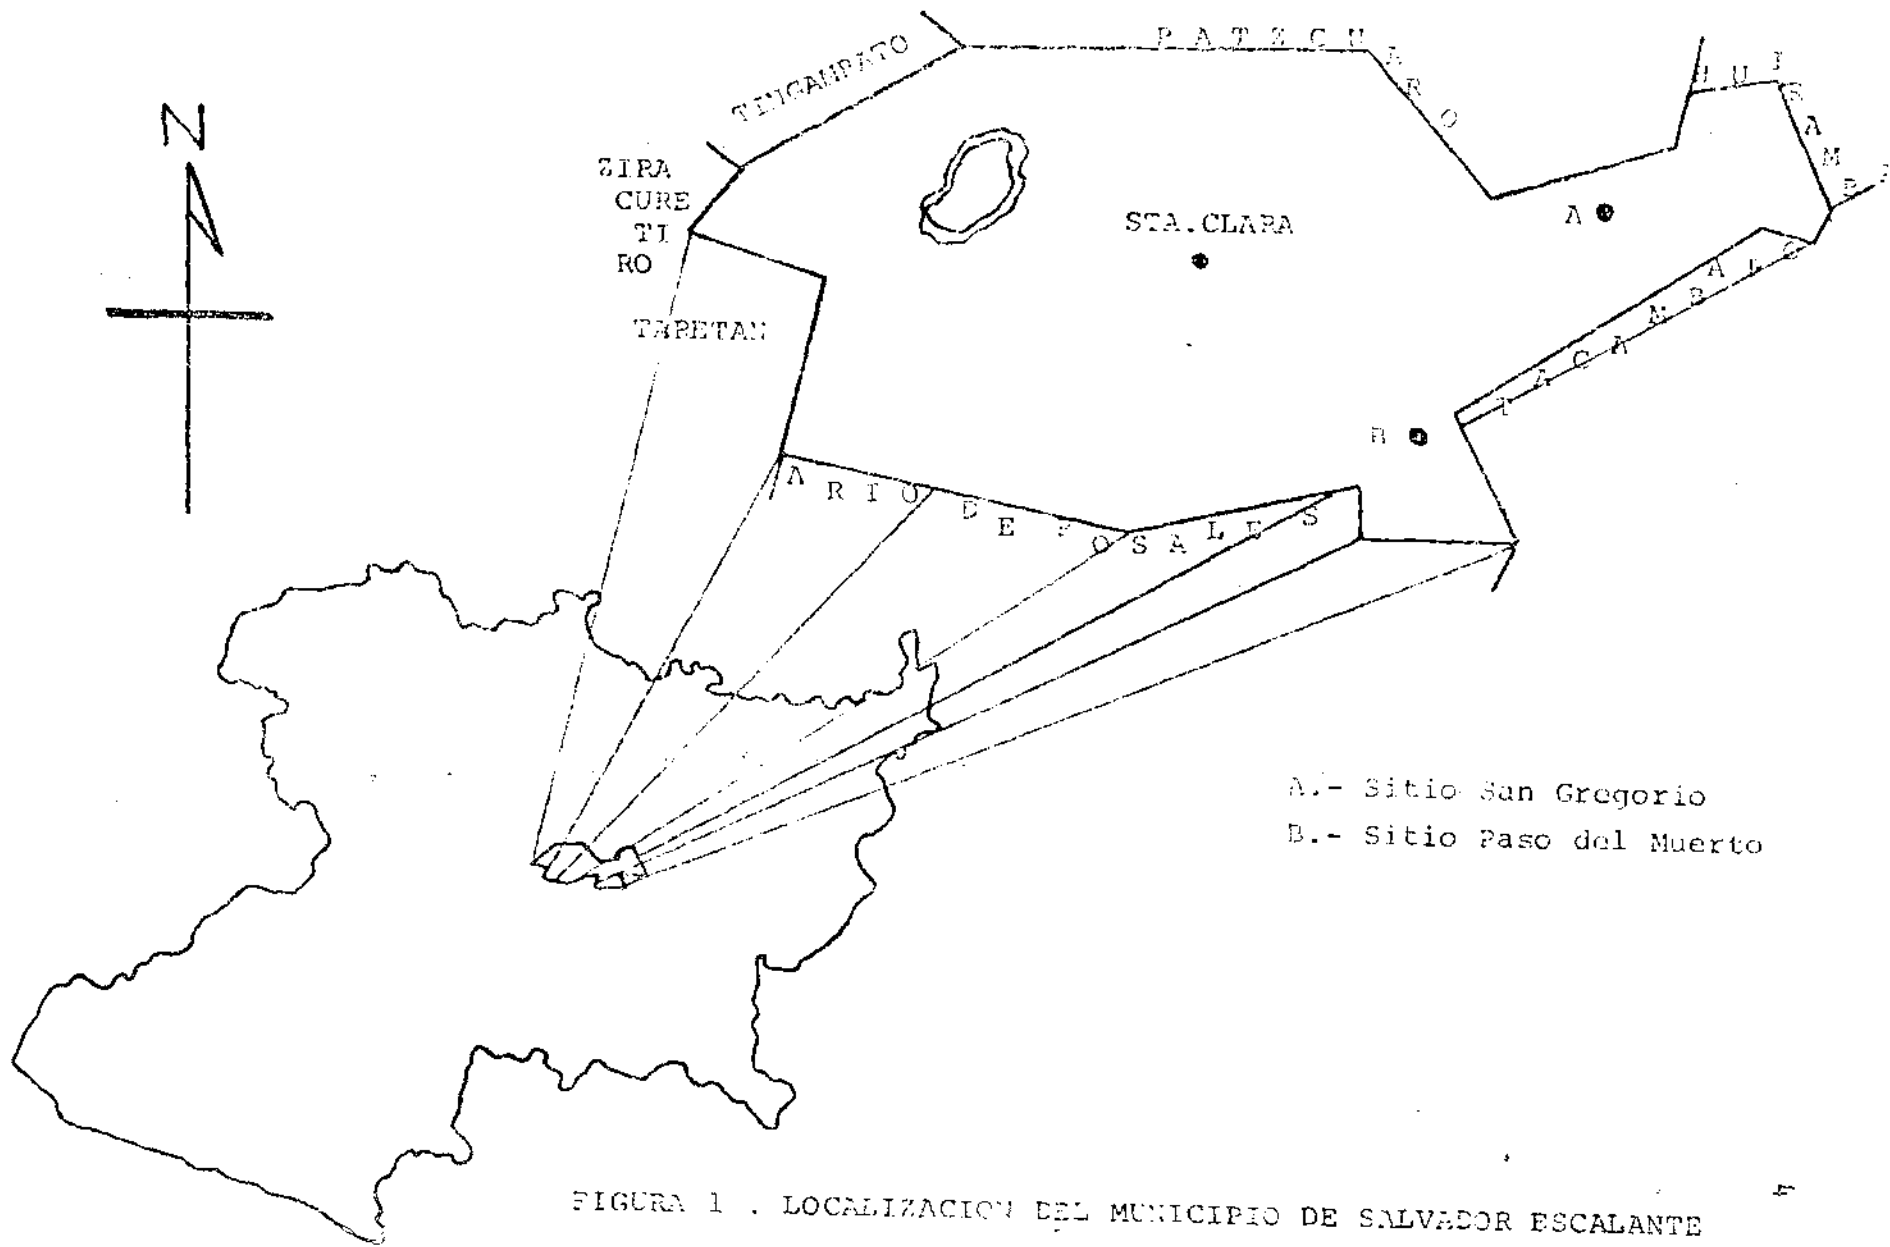 N
PATZCUARO
TINGAMBATO
HUIRAMBA
ZIRA
CURE
TI
RO
A
STA.CLARA
TARETAN
TACAMBALO
B
ARIO DE ROSALES
A.- Sitio San Gregorio
B.- Sitio Paso del Muerto
FIGURA 1 . LOCALIZACION DEL MUNICIPIO DE SALVADOR ESCALANTE